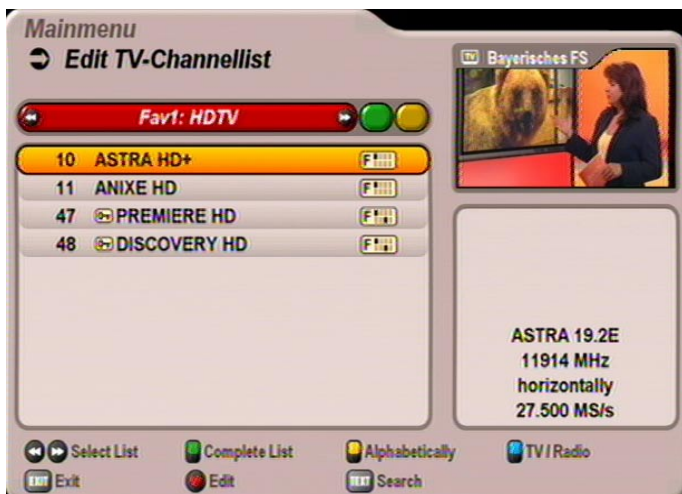 Mainmenu
Edit TV-Channellist
TV Bayerisches FS
Fav1: HDTV
10 ASTRA HD+ F
11 ANIXE HD F
47 PREMIERE HD F
48 DISCOVERY HD F
ASTRA 19.2E
11914 MHz
horizontally
27.500 MS/s
Select List Complete List Alphabetically TV / Radio
EXIT Exit Edit TEXT Search